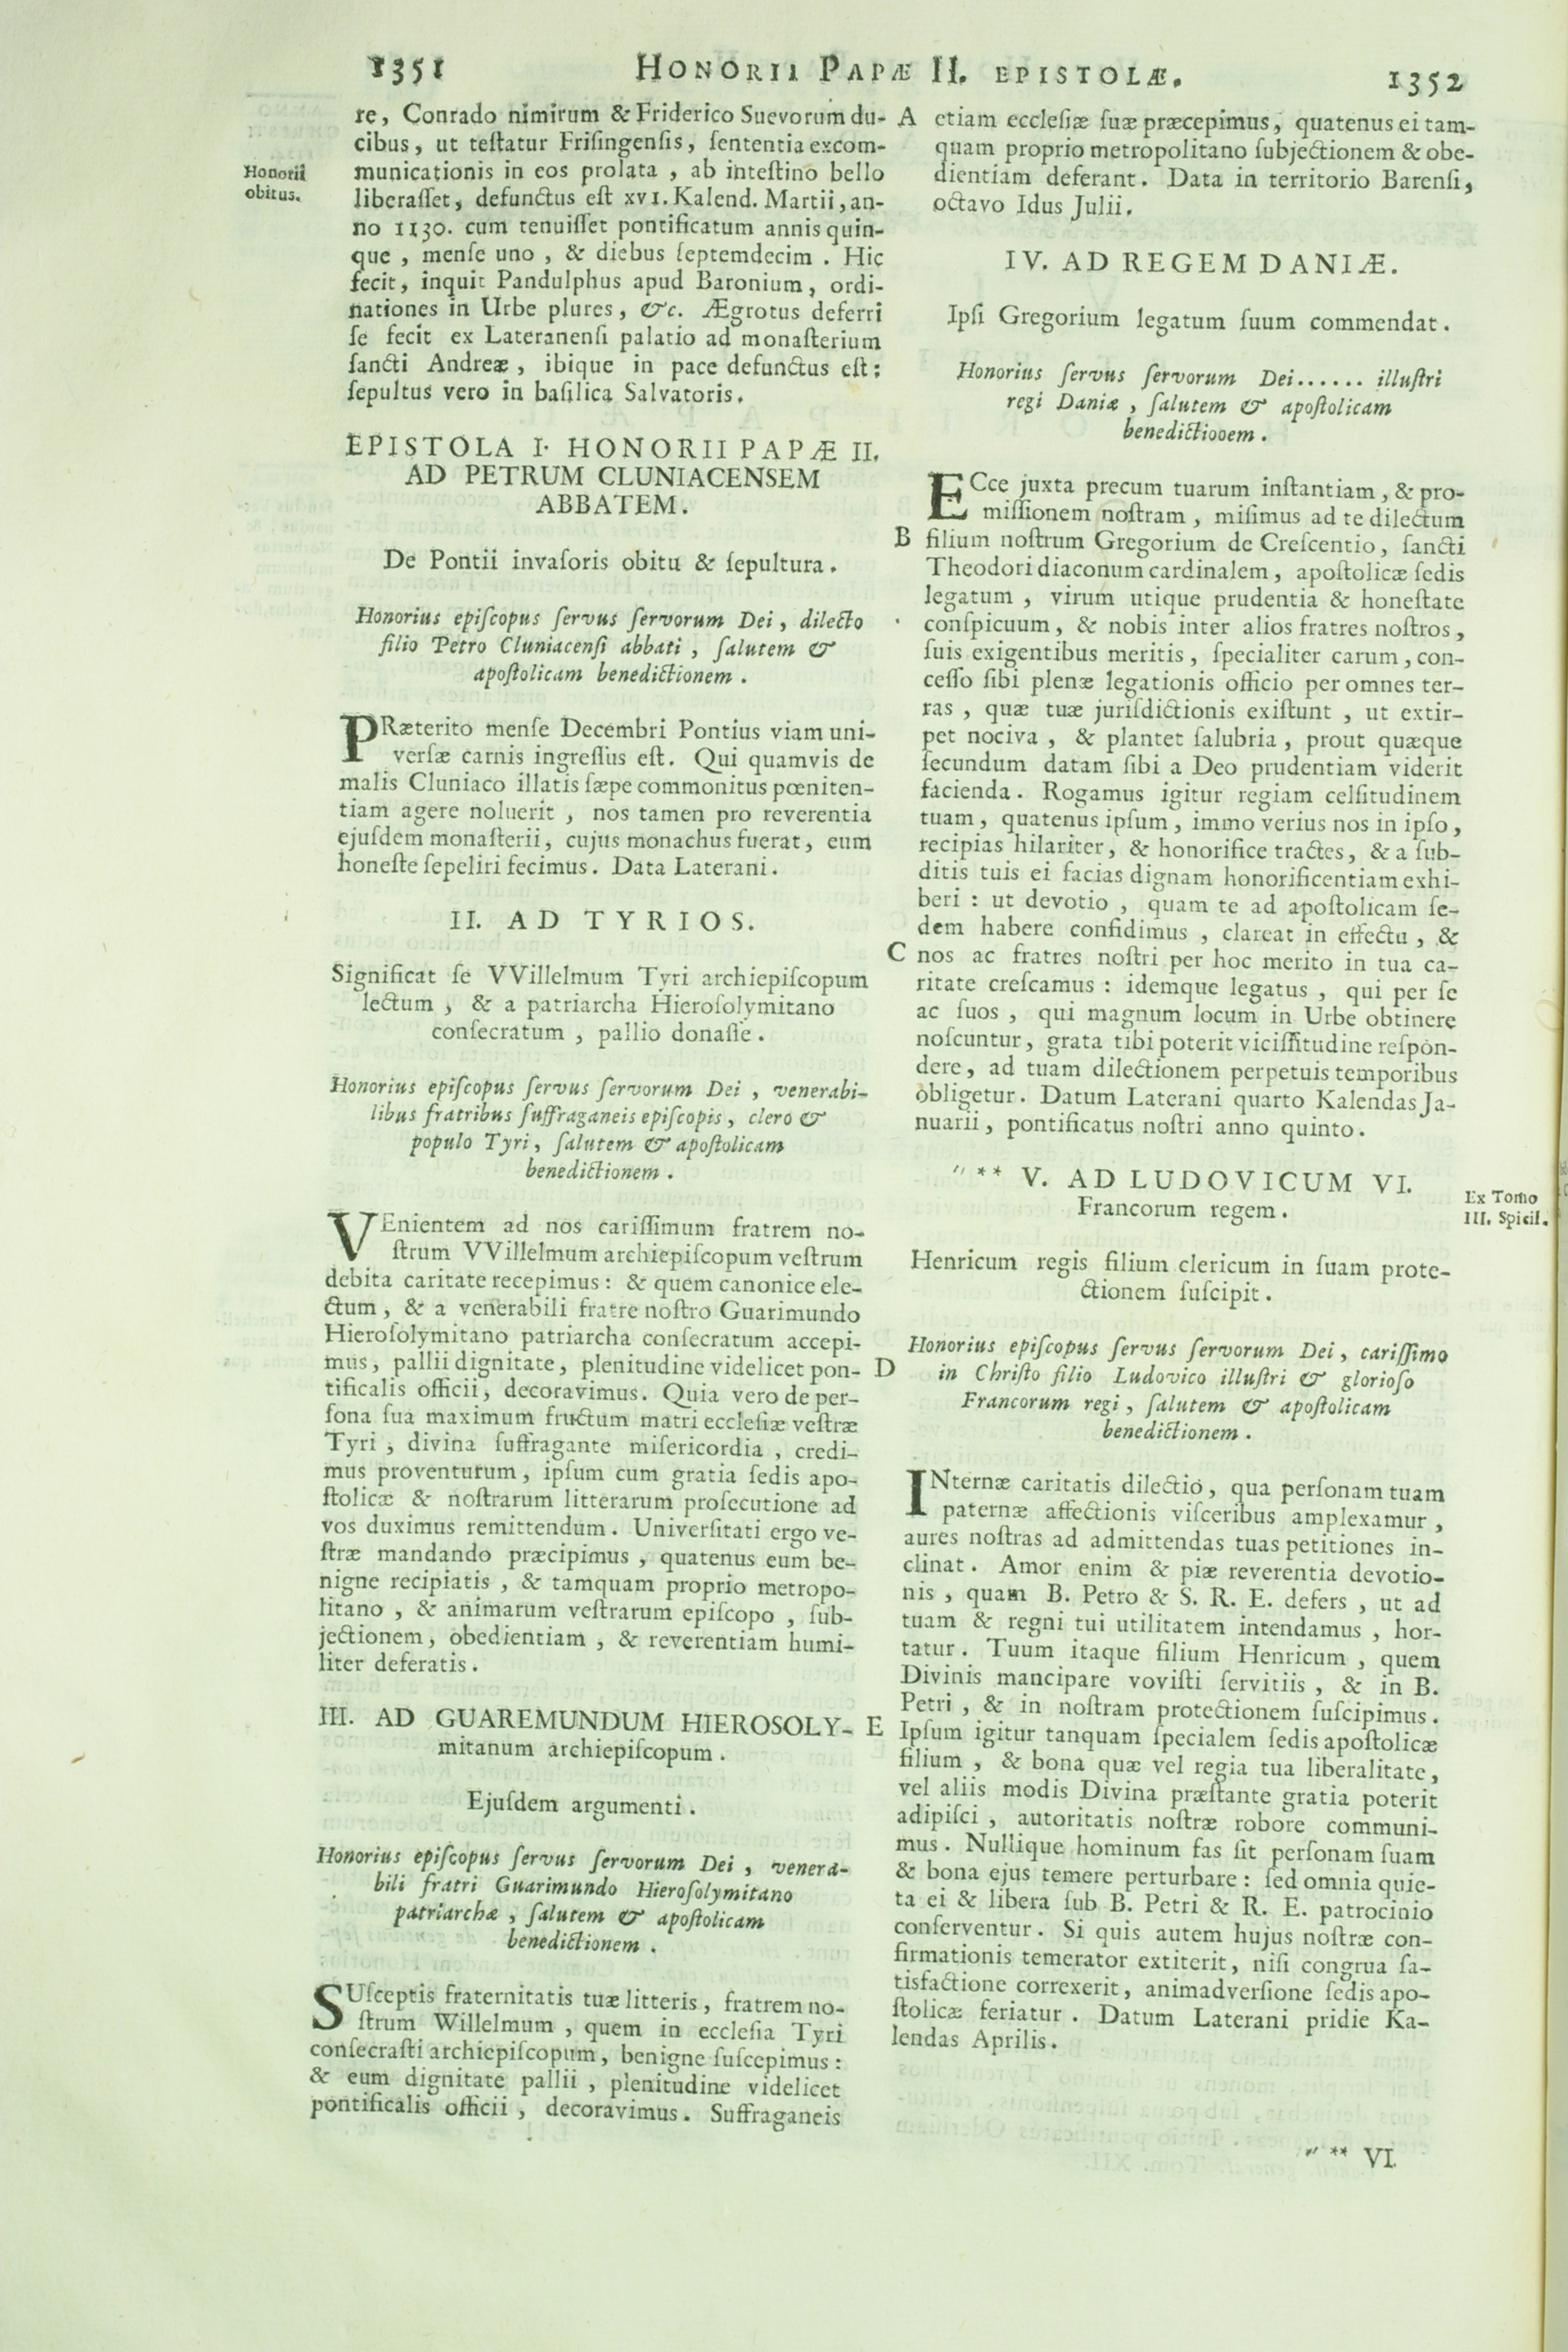 1351
HONORII PAPÆ II. EPISTOLÆ.
1352
re, Conrado nimirum & Friderico Suevorum du-
cibus, ut teſtatur Friſingenſis, ſententia excom-
municationis in eos prolata, ab inteſtino bello
Honorii
obitus.
liberaſſet, defunctus eſt XVI. Kalend. Martii, an-
no 1130. cum tenuiſſet pontificatum annis quin-
que, menſe uno, & diebus ſeptemdecim. Hic
fecit, inquit Pandulphus apud Baronium, ordi-
nationes in Urbe plures, &c. Ægrotus deferri
ſe fecit ex Lateranenſi palatio ad monaſterium
ſancti Andreæ, ibique in pace defunctus eſt:
ſepultus vero in baſilica Salvatoris.
EPISTOLA I. HONORII PAPÆ II.
AD PETRUM CLUNIACENSEM
ABBATEM.
De Pontii invaſoris obitu & ſepultura.
Honorius epiſcopus ſervus ſervorum Dei, dilecto
filio Petro Cluniacenſi abbati, ſalutem &
apoſtolicam benedictionem.
PRæterito menſe Decembri Pontius viam uni-
verſæ carnis ingreſſus eſt. Qui quamvis de
malis Cluniaco illatis ſæpe commonitus pœniten-
tiam agere noluerit, nos tamen pro reverentia
ejuſdem monaſterii, cujus monachus fuerat, eum
honeſte ſepeliri fecimus. Data Laterani.
II. AD TYRIOS.
Significat ſe VVillelmum Tyri archiepiſcopum
lectum, & a patriarcha Hieroſolymitano
conſecratum, pallio donaſſe.
Honorius epiſcopus ſervus ſervorum Dei, venerabi-
libus fratribus ſuffraganeis epiſcopis, clero &
populo Tyri, ſalutem & apoſtolicam
benedictionem.
VEnientem ad nos cariſſimum fratrem no-
ſtrum VVillelmum archiepiſcopum veſtrum
debita caritate recepimus: & quem canonice ele-
ctum, & a venerabili fratre noſtro Guarimundo
Hieroſolymitano patriarcha conſecratum accepi-
mus, pallii dignitate, plenitudine videlicet pon-
tificalis officii, decoravimus. Quia vero de per-
ſona ſua maximum fructum matri eccleſiæ veſtræ
Tyri, divina ſuffragante miſericordia, credi-
mus proventurum, ipſum cum gratia ſedis apo-
ſtolicæ & noſtrarum litterarum proſecutione ad
vos duximus remittendum. Univerſitati ergo ve-
ſtræ mandando præcipimus, quatenus eum be-
nigne recipiatis, & tamquam proprio metropo-
litano, & animarum veſtrarum epiſcopo, ſub-
jectionem, obedientiam, & reverentiam humi-
liter deferatis.
III. AD GUAREMUNDUM HIEROSOLY-
mitanum archiepiſcopum.
Ejuſdem argumenti.
Honorius epiſcopus ſervus ſervorum Dei, venera-
bili fratri Guarimundo Hieroſolymitano
patriarchæ, ſalutem & apoſtolicam
benedictionem.
SUſceptis fraternitatis tuæ litteris, fratrem no-
ſtrum Willelmum, quem in eccleſia Tyri
conſecraſti archiepiſcopum, benigne ſuſcepimus:
& eum dignitate pallii, plenitudine videlicet
pontificalis officii, decoravimus. Suffraganeis
A
B
C
D
E
etiam eccleſiæ ſuæ præcepimus, quatenus ei tam-
quam proprio metropolitano ſubjectionem & obe-
dientiam deferant. Data in territorio Barenſi,
octavo Idus Julii.
IV. AD REGEM DANIÆ.
Ipſi Gregorium legatum ſuum commendat.
Honorius ſervus ſervorum Dei...... illuſtri
regi Daniæ, ſalutem & apoſtolicam
benedictiooem.
ECce juxta precum tuarum inſtantiam, & pro-
miſſionem noſtram, miſimus ad te dilectum
filium noſtrum Gregorium de Creſcentio, ſancti
Theodori diaconum cardinalem, apoſtolicæ ſedis
legatum, virum utique prudentia & honeſtate
conſpicuum, & nobis inter alios fratres noſtros,
ſuis exigentibus meritis, ſpecialiter carum, con-
ceſſo ſibi plenæ legationis officio per omnes ter-
ras, quæ tuæ juriſdictionis exiſtunt, ut extir-
pet nociva, & plantet ſalubria, prout quæque
ſecundum datam ſibi a Deo prudentiam viderit
facienda. Rogamus igitur regiam celſitudinem
tuam, quatenus ipſum, immo verius nos in ipſo,
recipias hilariter, & honorifice tractes, & a ſub-
ditis tuis ei facias dignam honorificentiam exhi-
beri: ut devotio, quam te ad apoſtolicam ſe-
dem habere confidimus, clareat in effectu, &
nos ac fratres noſtri per hoc merito in tua ca-
ritate creſcamus: idemque legatus, qui per ſe
ac ſuos, qui magnum locum in Urbe obtinere
noſcuntur, grata tibi poterit viciſſitudine reſpon-
dere, ad tuam dilectionem perpetuis temporibus
obligetur. Datum Laterani quarto Kalendas Ja-
nuarii, pontificatus noſtri anno quinto.
" ** V. AD LUDOVICUM VI.
Francorum regem.
Ex Tomo
III. Spicil.
Henricum regis filium clericum in ſuam prote-
ctionem ſuſcipit.
Honorius epiſcopus ſervus ſervorum Dei, cariſſimo
in Chriſto filio Ludovico illuſtri & glorioſo
Francorum regi, ſalutem & apoſtolicam
benedictionem.
INternæ caritatis dilectio, qua perſonam tuam
paternæ affectionis viſceribus amplexamur,
aures noſtras ad admittendas tuas petitiones in-
clinat. Amor enim & piæ reverentia devotio-
nis, quam B. Petro & S. R. E. defers, ut ad
tuam & regni tui utilitatem intendamus, hor-
tatur. Tuum itaque filium Henricum, quem
Divinis mancipare voviſti ſervitiis, & in B.
Petri, & in noſtram protectionem ſuſcipimus.
Ipſum igitur tanquam ſpecialem ſedis apoſtolicæ
filium, & bona quæ vel regia tua liberalitate,
vel aliis modis Divina præſtante gratia poterit
adipiſci, autoritatis noſtræ robore communi-
mus. Nullique hominum fas ſit perſonam ſuam
& bona ejus temere perturbare: ſed omnia quie-
ta ei & libera ſub B. Petri & R. E. patrocinio
conſerventur. Si quis autem hujus noſtræ con-
firmationis temerator extiterit, niſi congrua ſa-
tisfactione correxerit, animadverſione ſedis apo-
ſtolicæ feriatur. Datum Laterani pridie Ka-
lendas Aprilis.
" ** VI.